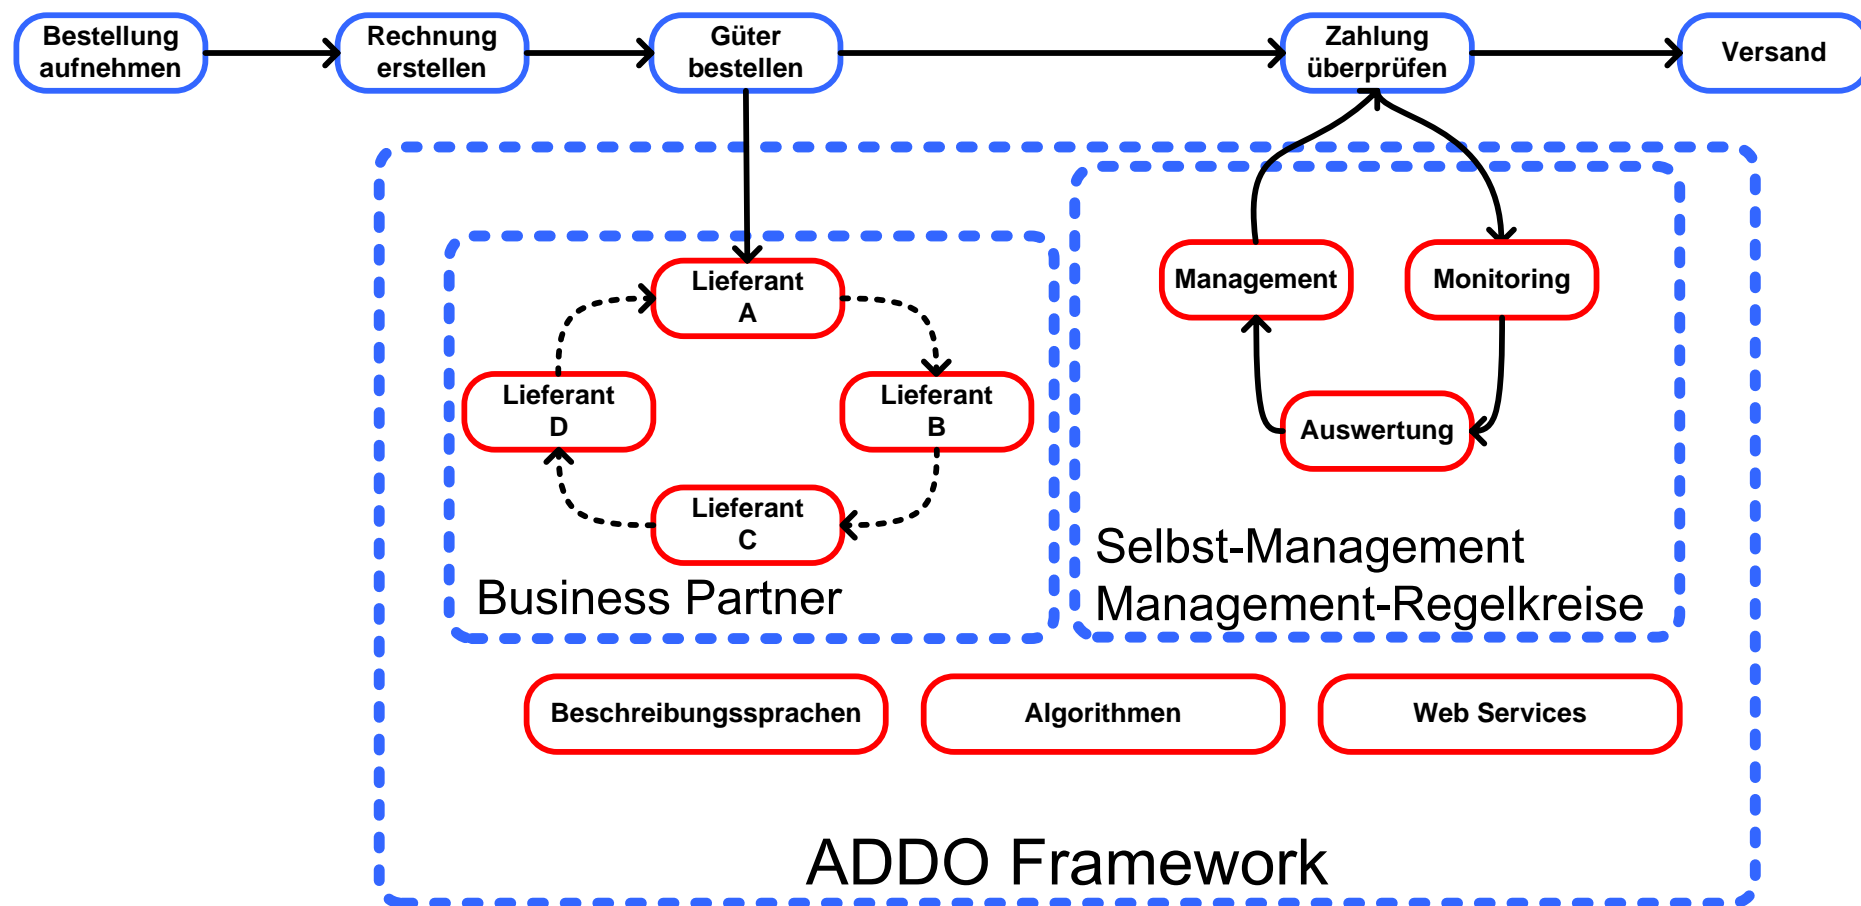 Bestellung
aufnehmen
Rechnung
erstellen
Güter
bestellen
Zahlung
überprüfen
Versand
Lieferant
A
Lieferant
D
Lieferant
B
Lieferant
C
Business Partner
Management
Monitoring
Auswertung
Selbst-Management
Management-Regelkreise
Beschreibungssprachen
Algorithmen
Web Services
ADDO Framework